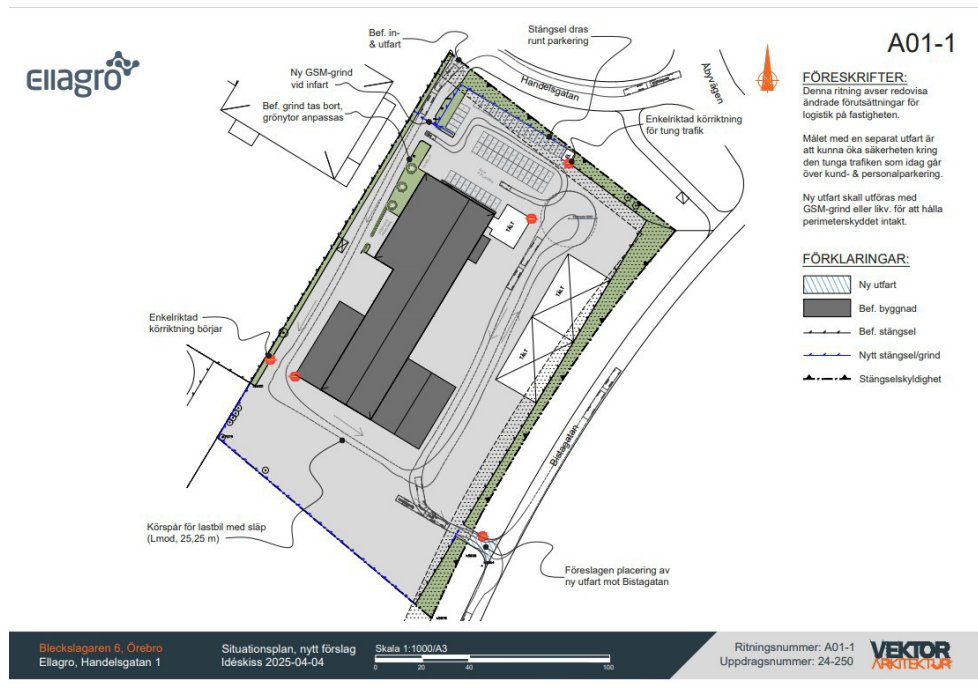 A01-1
Ellagro
Bef. in-
& utfart
Stängsel dras
runt parkering
Ny GSM-grind
vid infart
Bef. grind tas bort,
grönytor anpassas
Handelsgatan
Åbyvägen
Enkelriktad körriktning
för tung trafik
FÖRESKRIFTER:
Denna ritning avser redovisa
ändrade förutsättningar för
logistik på fastigheten.
Målet med en separat utfart är
att kunna öka säkerheten kring
den tunga trafiken som idag går
över kund- & personalparkering.
Ny utfart skall utföras med
GSM-grind eller likv. för att hålla
perimeterskyddet intakt.
FÖRKLARINGAR:
Ny utfart
Bef. byggnad
Bef. stängsel
Nytt stängsel/grind
Stängselskyldighet
TÄLT
TÄLT
TÄLT
Enkelriktad
körriktning börjar
Bistagatan
Körspår för lastbil med släp
(Lmod, 25,25 m)
Föreslagen placering av
ny utfart mot Bistagatan
Bleckslagaren 6, Örebro
Ellagro, Handelsgatan 1
Situationsplan, nytt förslag
Idéskiss 2025-04-04
Skala 1:1000/A3
0 20 40 100
Ritningsnummer: A01-1
Uppdragsnummer: 24-250
VEKTOR
ARKITEKTUR